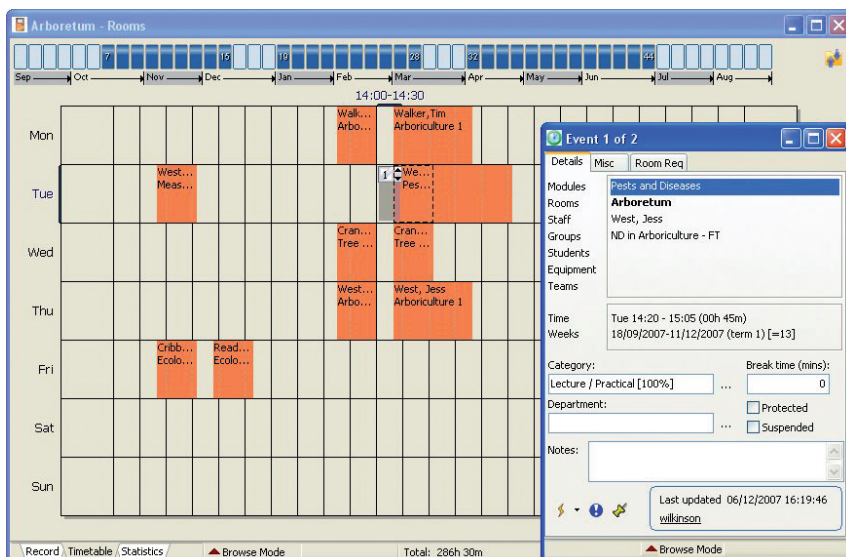 Arboretum - Rooms
7 15 19 28 32 44
Sep Oct Nov Dec Jan Feb Mar Apr May Jun Jul Aug
14:00-14:30
Mon
Walk... Walker,Tim
Arbo... Arboriculture 1
Tue
West... 1 We...
Meas... Pes...
Wed
Cran... Cran...
Tree ... Tree ...
Thu
West... West, Jess
Arbo... Arboriculture 1
Fri
Cribb... Read...
Ecolo... Ecolo...
Sat
Sun
Record Timetable Statistics Browse Mode Total: 286h 30m
Event 1 of 2
Details Misc Room Req
Modules Pests and Diseases
Rooms Arboretum
Staff West, Jess
Groups ND in Arboriculture - FT
Students
Equipment
Teams
Time Tue 14:20 - 15:05 (00h 45m)
Weeks 18/09/2007-11/12/2007 (term 1) [=13]
Category: Break time (mins):
Lecture / Practical [100%] ... 0
Department: Protected
... Suspended
Notes:
Last updated 06/12/2007 16:19:46
wilkinson
Browse Mode